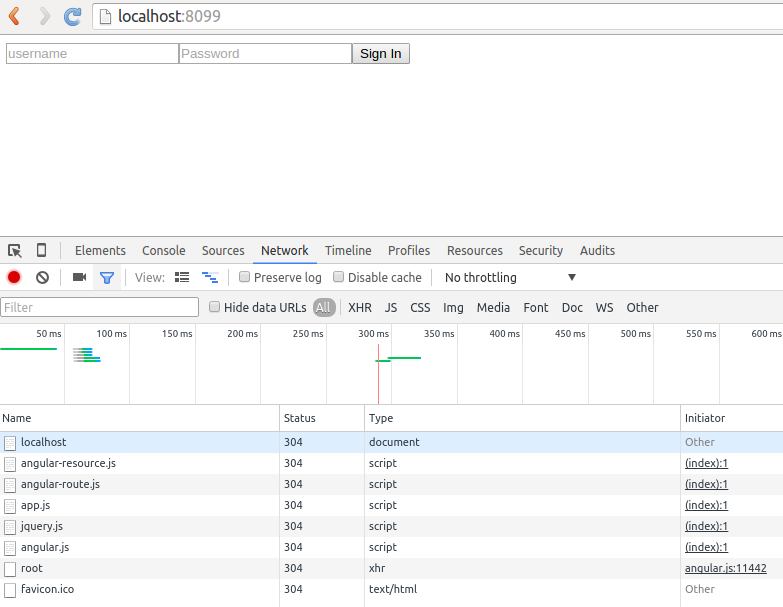 localhost:8099
username Password Sign In
Elements Console Sources Network Timeline Profiles Resources Security Audits
View: Preserve log Disable cache No throttling
Filter Hide data URLs All XHR JS CSS Img Media Font Doc WS Other
50 ms 100 ms 150 ms 200 ms 250 ms 300 ms 350 ms 400 ms 450 ms 500 ms 550 ms 600 ms
Name Status Type Initiator
localhost 304 document Other
angular-resource.js 304 script (index):1
angular-route.js 304 script (index):1
app.js 304 script (index):1
jquery.js 304 script (index):1
angular.js 304 script (index):1
root 304 xhr angular.js:11442
favicon.ico 304 text/html Other